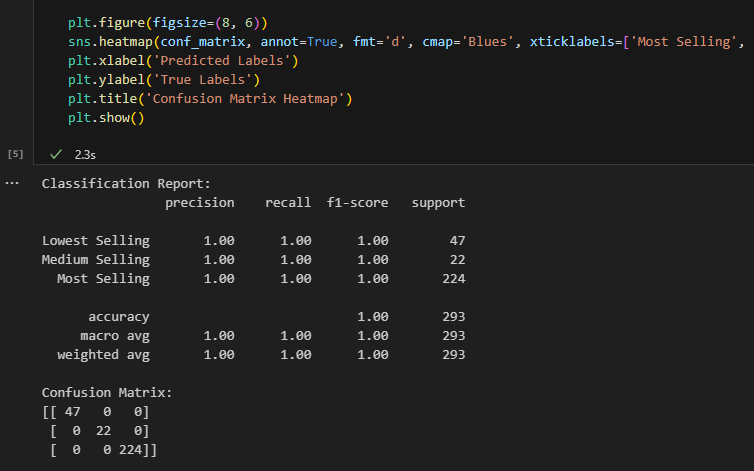 plt.figure(figsize=(8, 6))
sns.heatmap(conf_matrix, annot=True, fmt='d', cmap='Blues', xticklabels=['Most Selling',
plt.xlabel('Predicted Labels')
plt.ylabel('True Labels')
plt.title('Confusion Matrix Heatmap')
plt.show()
[5] ✓ 2.3s
... Classification Report:
precision recall f1-score support
Lowest Selling 1.00 1.00 1.00 47
Medium Selling 1.00 1.00 1.00 22
Most Selling 1.00 1.00 1.00 224
accuracy 1.00 293
macro avg 1.00 1.00 1.00 293
weighted avg 1.00 1.00 1.00 293
Confusion Matrix:
[[ 47 0 0]
[ 0 22 0]
[ 0 0 224]]